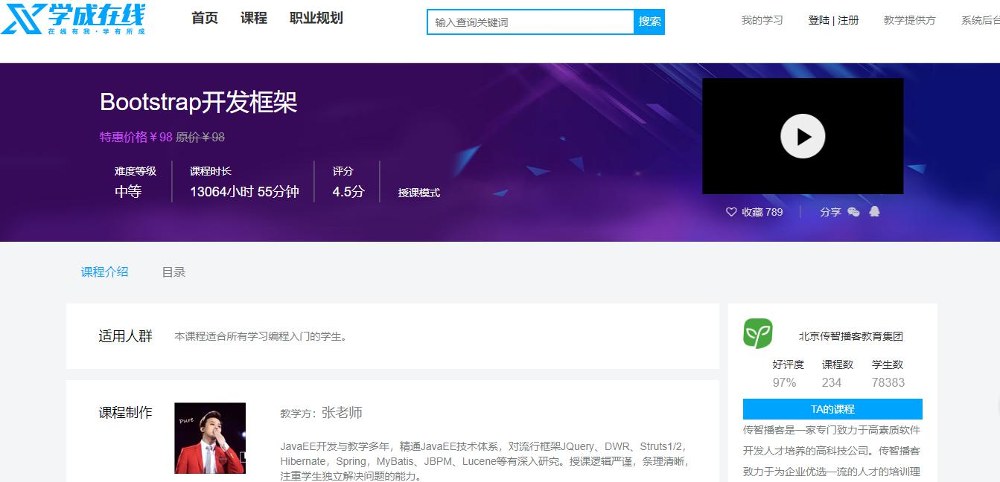 学成在线
在线有我·学有所成
首页 课程 职业规划
输入查询关键词 搜索
我的学习 登陆 | 注册 教学提供方 系统后台
Bootstrap开发框架
特惠价格￥98 原价￥98
难度等级 课程时长 评分
中等 13064小时 55分钟 4.5分 授课模式
收藏 789 分享
课程介绍 目录
适用人群 本课程适合所有学习编程入门的学生。
课程制作
Pure
教学方：张老师
JavaEE开发与教学多年，精通JavaEE技术体系，对流行框架JQuery、DWR、Struts1/2，
Hibernate，Spring，MyBatis、JBPM、Lucene等有深入研究。授课逻辑严谨，条理清晰，
注重学生独立解决问题的能力。
北京传智播客教育集团
好评度 课程数 学生数
97% 234 78383
TA的课程
传智播客是一家专门致力于高素质软件
开发人才培养的高科技公司。传智播客
致力于为企业优选一流的人才的培训理